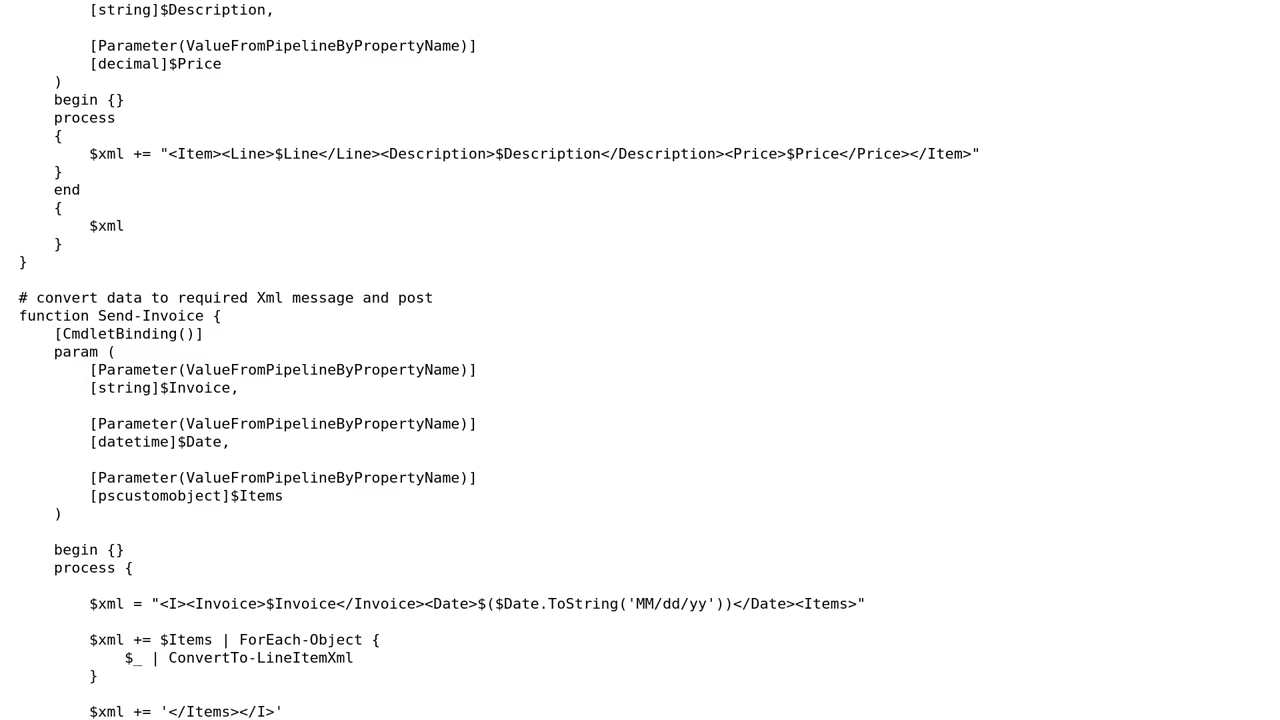 [string]$Description,
[Parameter(ValueFromPipelineByPropertyName)]
[decimal]$Price
)
begin {}
process
{
$xml += "<Item><Line>$Line</Line><Description>$Description</Description><Price>$Price</Price></Item>"
}
end
{
$xml
}
}
# convert data to required Xml message and post
function Send-Invoice {
[CmdletBinding()]
param (
[Parameter(ValueFromPipelineByPropertyName)]
[string]$Invoice,
[Parameter(ValueFromPipelineByPropertyName)]
[datetime]$Date,
[Parameter(ValueFromPipelineByPropertyName)]
[pscustomobject]$Items
)
begin {}
process {
$xml = "<I><Invoice>$Invoice</Invoice><Date>$($Date.ToString('MM/dd/yy'))</Date><Items>"
$xml += $Items | ForEach-Object {
$_ | ConvertTo-LineItemXml
}
$xml += '</Items></I>'